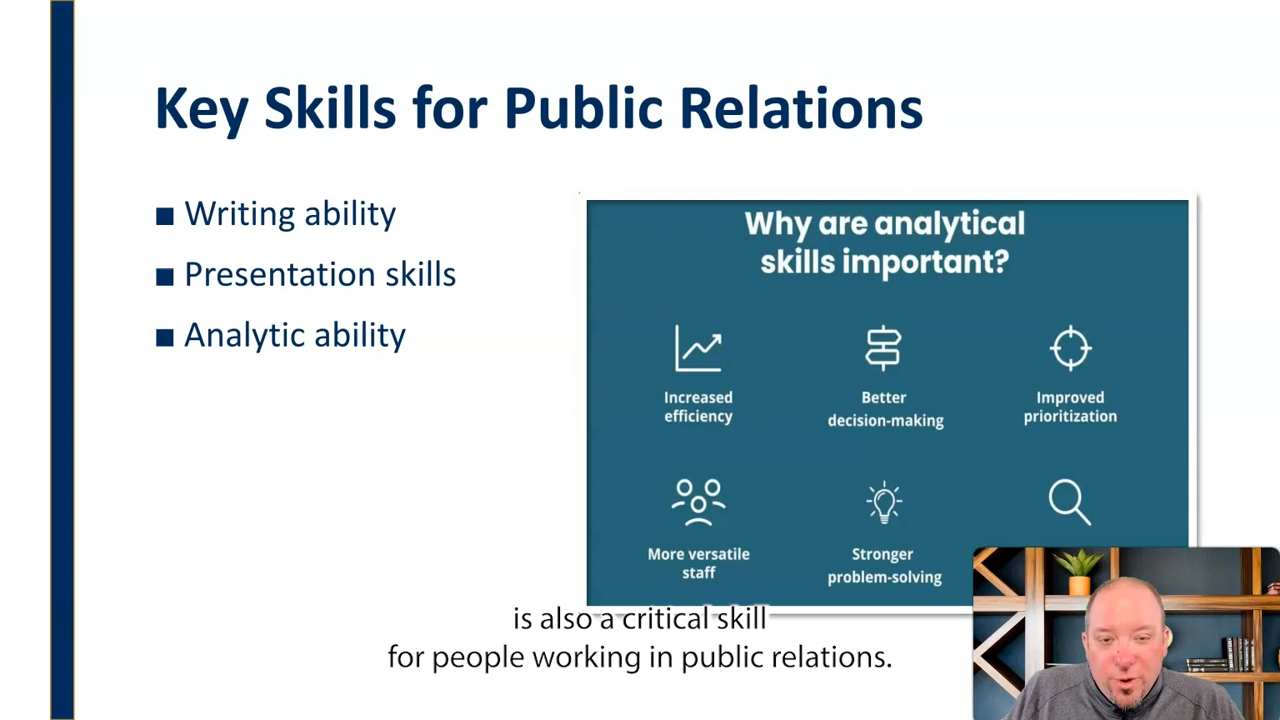 Key Skills for Public Relations
■ Writing ability
■ Presentation skills
■ Analytic ability
Why are analytical
skills important?
Increased
efficiency
Better
decision-making
Improved
prioritization
More versatile
staff
Stronger
problem-solving
is also a critical skill
for people working in public relations.